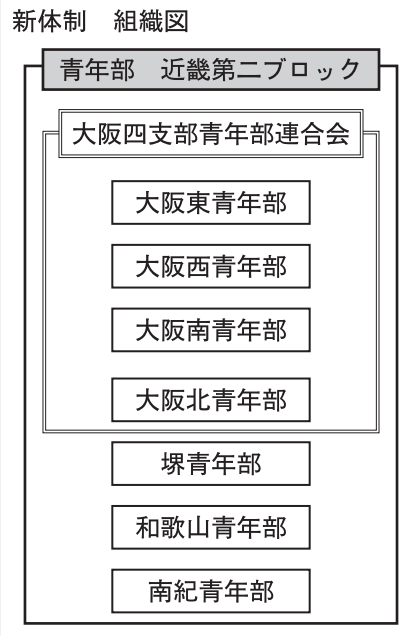 新体制　組織図
青年部　近畿第二ブロック
大阪四支部青年部連合会
大阪東青年部
大阪西青年部
大阪南青年部
大阪北青年部
堺青年部
和歌山青年部
南紀青年部